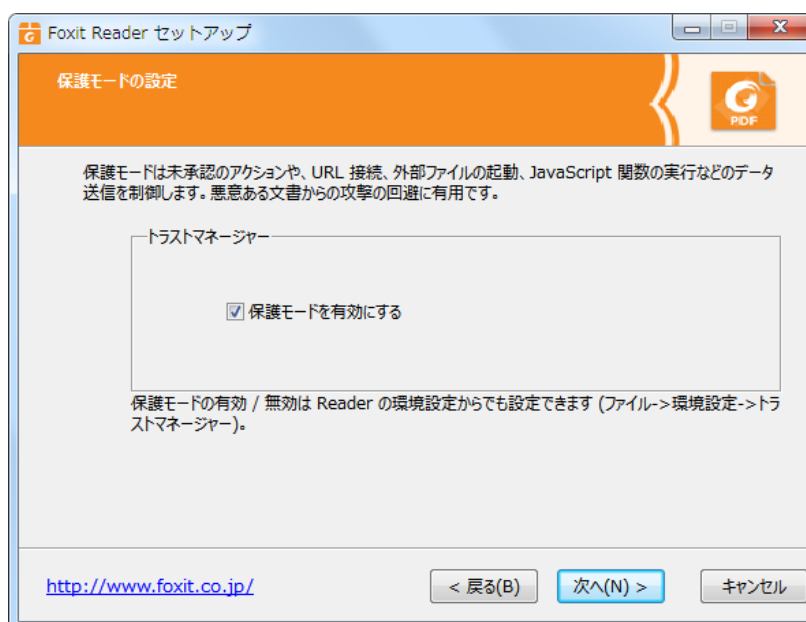 Foxit Reader セットアップ
保護モードの設定
PDF
保護モードは未承認のアクションや、URL 接続、外部ファイルの起動、JavaScript 関数の実行などのデータ
送信を制御します。悪意ある文書からの攻撃の回避に有用です。
トラストマネージャー
保護モードを有効にする
保護モードの有効 / 無効は Reader の環境設定からでも設定できます (ファイル->環境設定->トラ
ストマネージャー)。
http://www.foxit.co.jp/
< 戻る(B)
次へ(N) >
キャンセル